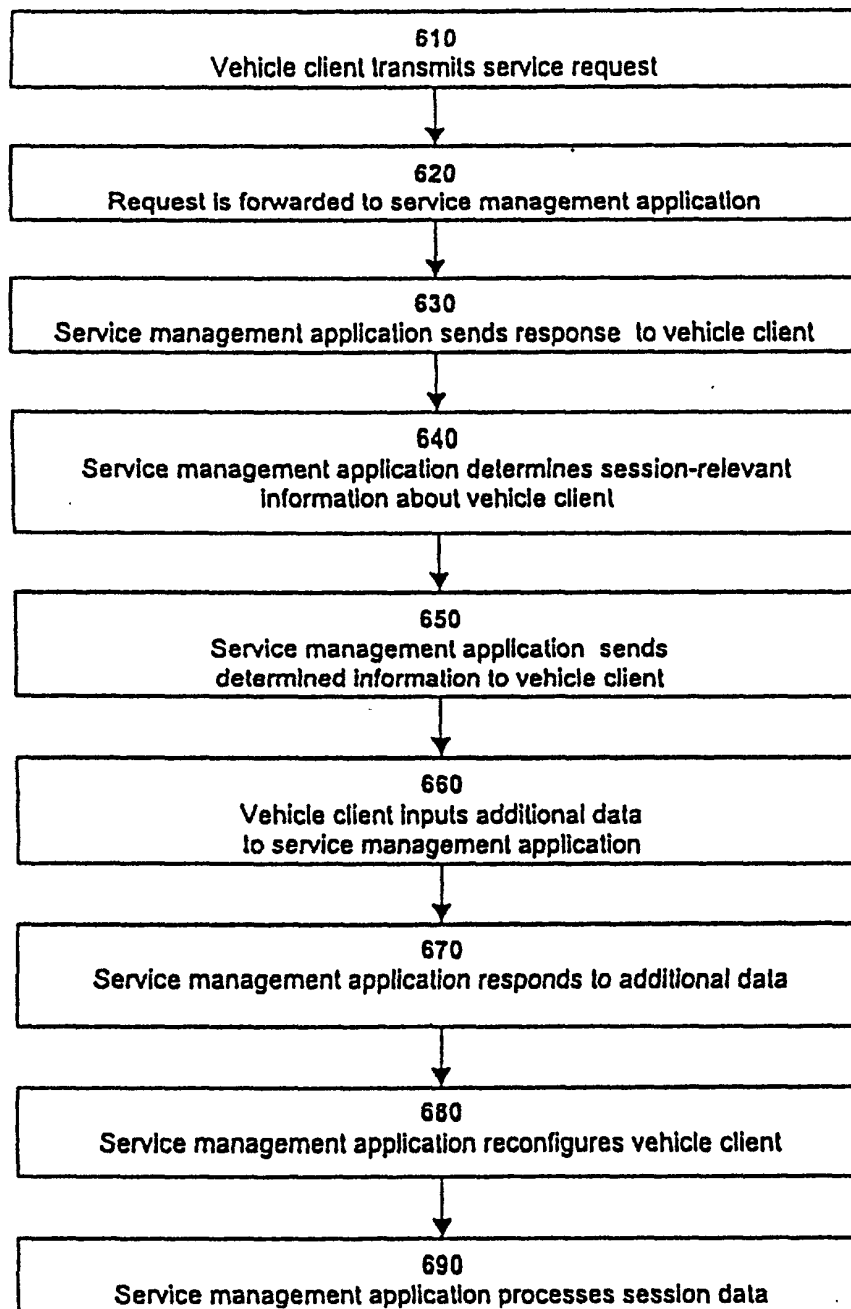 610
Vehicle client transmits service request
620
Request is forwarded to service management application
630
Service management application sends response to vehicle client
640
Service management application determines session-relevant
information about vehicle client
650
Service management application sends
determined information to vehicle client
660
Vehicle client inputs additional data
to service management application
670
Service management application responds to additional data
680
Service management application reconfigures vehicle client
690
Service management application processes session data